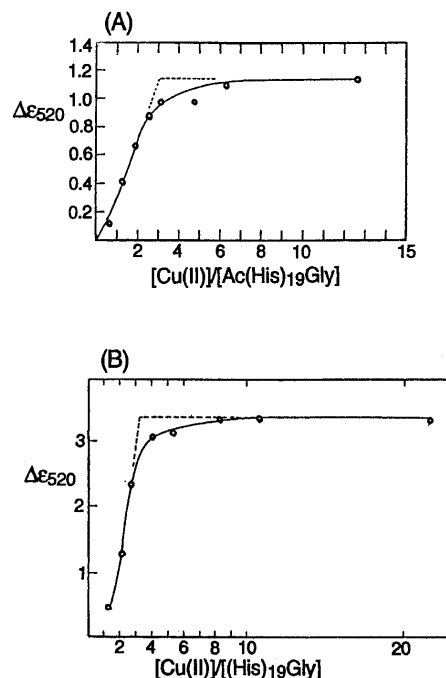 (A)
1.4
1.2
1.0
0.8
0.6
0.4
0.2
Δε520
2 4 6 8 10 12 15
[Cu(II)]/[Ac(His)19Gly]
(B)
3
2
1
Δε520
2 4 6 8 10 20
[Cu(II)]/[(His)19Gly]